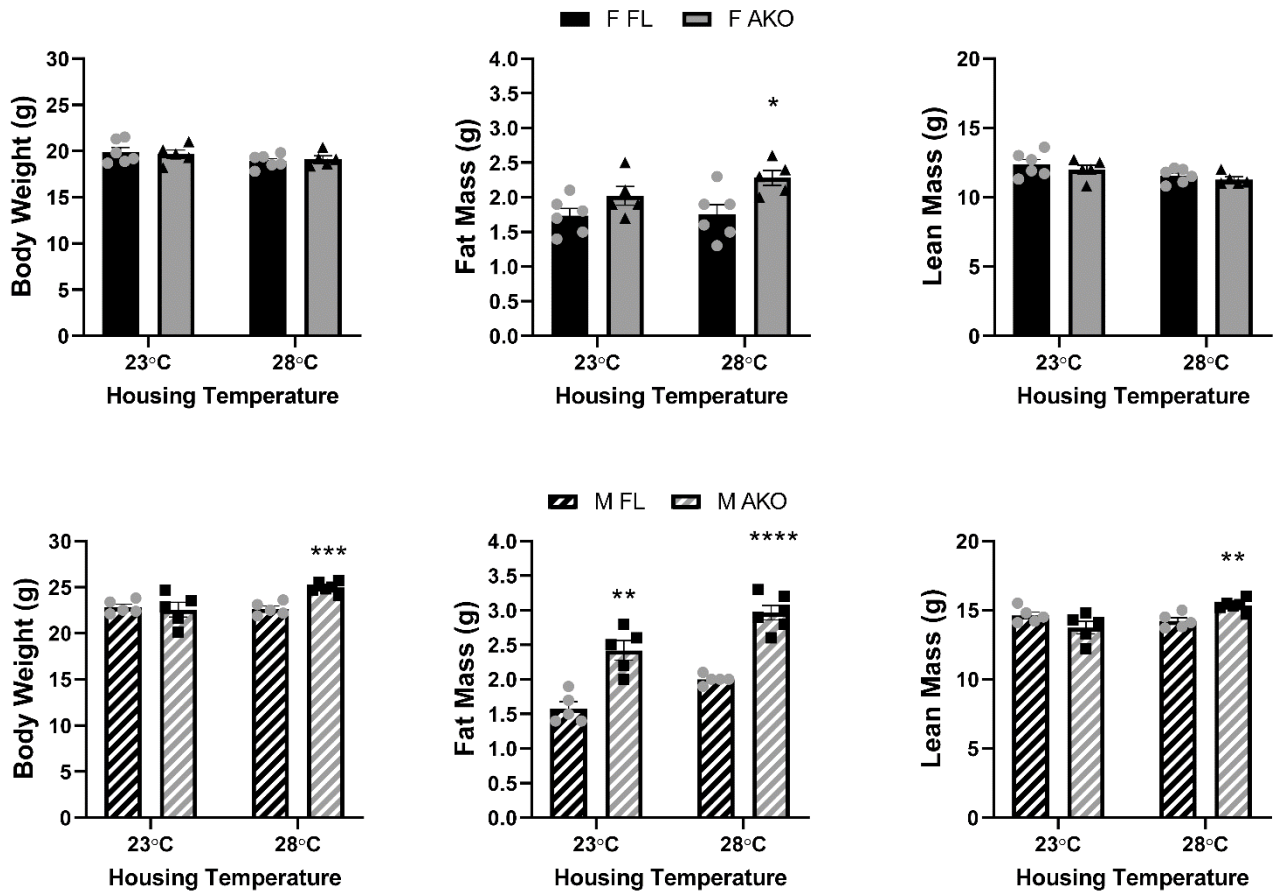 F FL F AKO
Body Weight (g)
30
25
20
15
10
5
0
23°C 28°C
Housing Temperature
*
Fat Mass (g)
4.0
3.5
3.0
2.5
2.0
1.5
1.0
0.5
0.0
23°C 28°C
Housing Temperature
Lean Mass (g)
20
15
10
5
0
23°C 28°C
Housing Temperature
M FL M AKO
***
Body Weight (g)
30
25
20
15
10
5
0
23°C 28°C
Housing Temperature
****
**
Fat Mass (g)
4.0
3.5
3.0
2.5
2.0
1.5
1.0
0.5
0.0
23°C 28°C
Housing Temperature
**
Lean Mass (g)
20
15
10
5
0
23°C 28°C
Housing Temperature